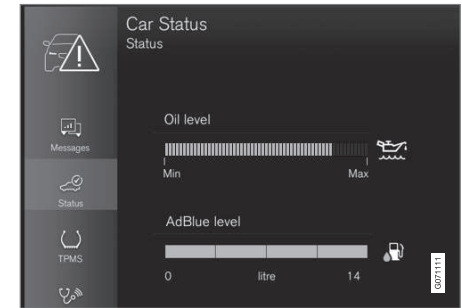 Car Status
Status
Messages
Status
TPMS
Oil level
Min Max
AdBlue level
0 litre 14
G071111